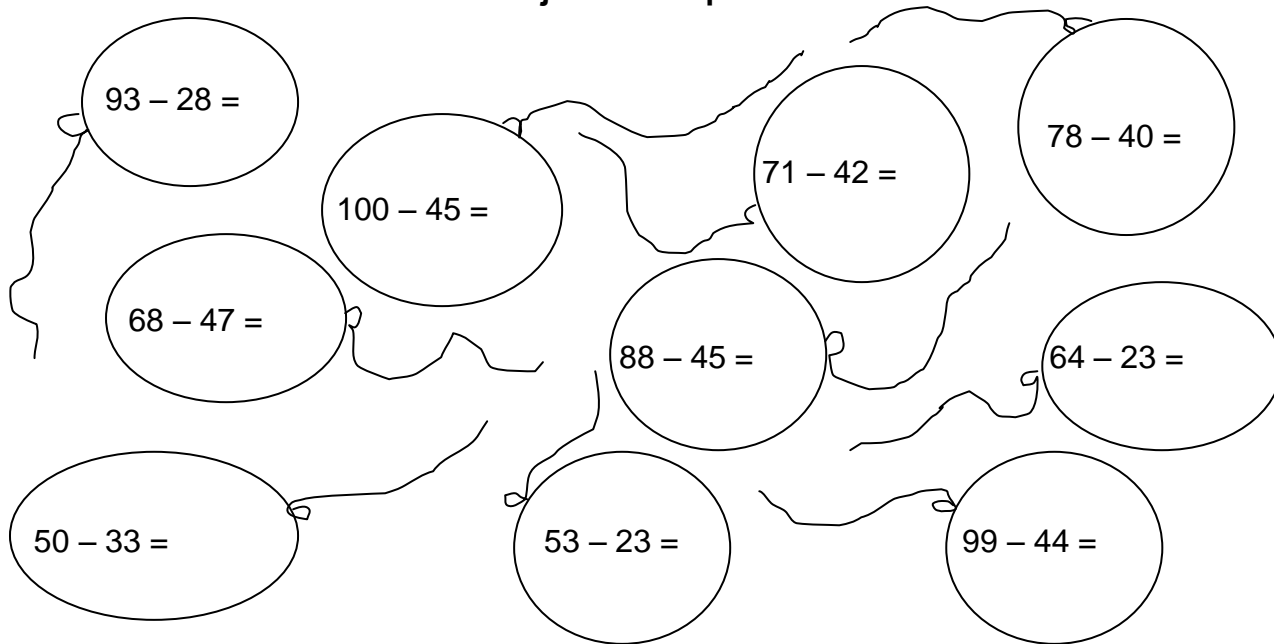 93 – 28 =
78 – 40 =
71 – 42 =
100 – 45 =
68 – 47 =
88 – 45 =
64 – 23 =
50 – 33 =
53 – 23 =
99 – 44 =